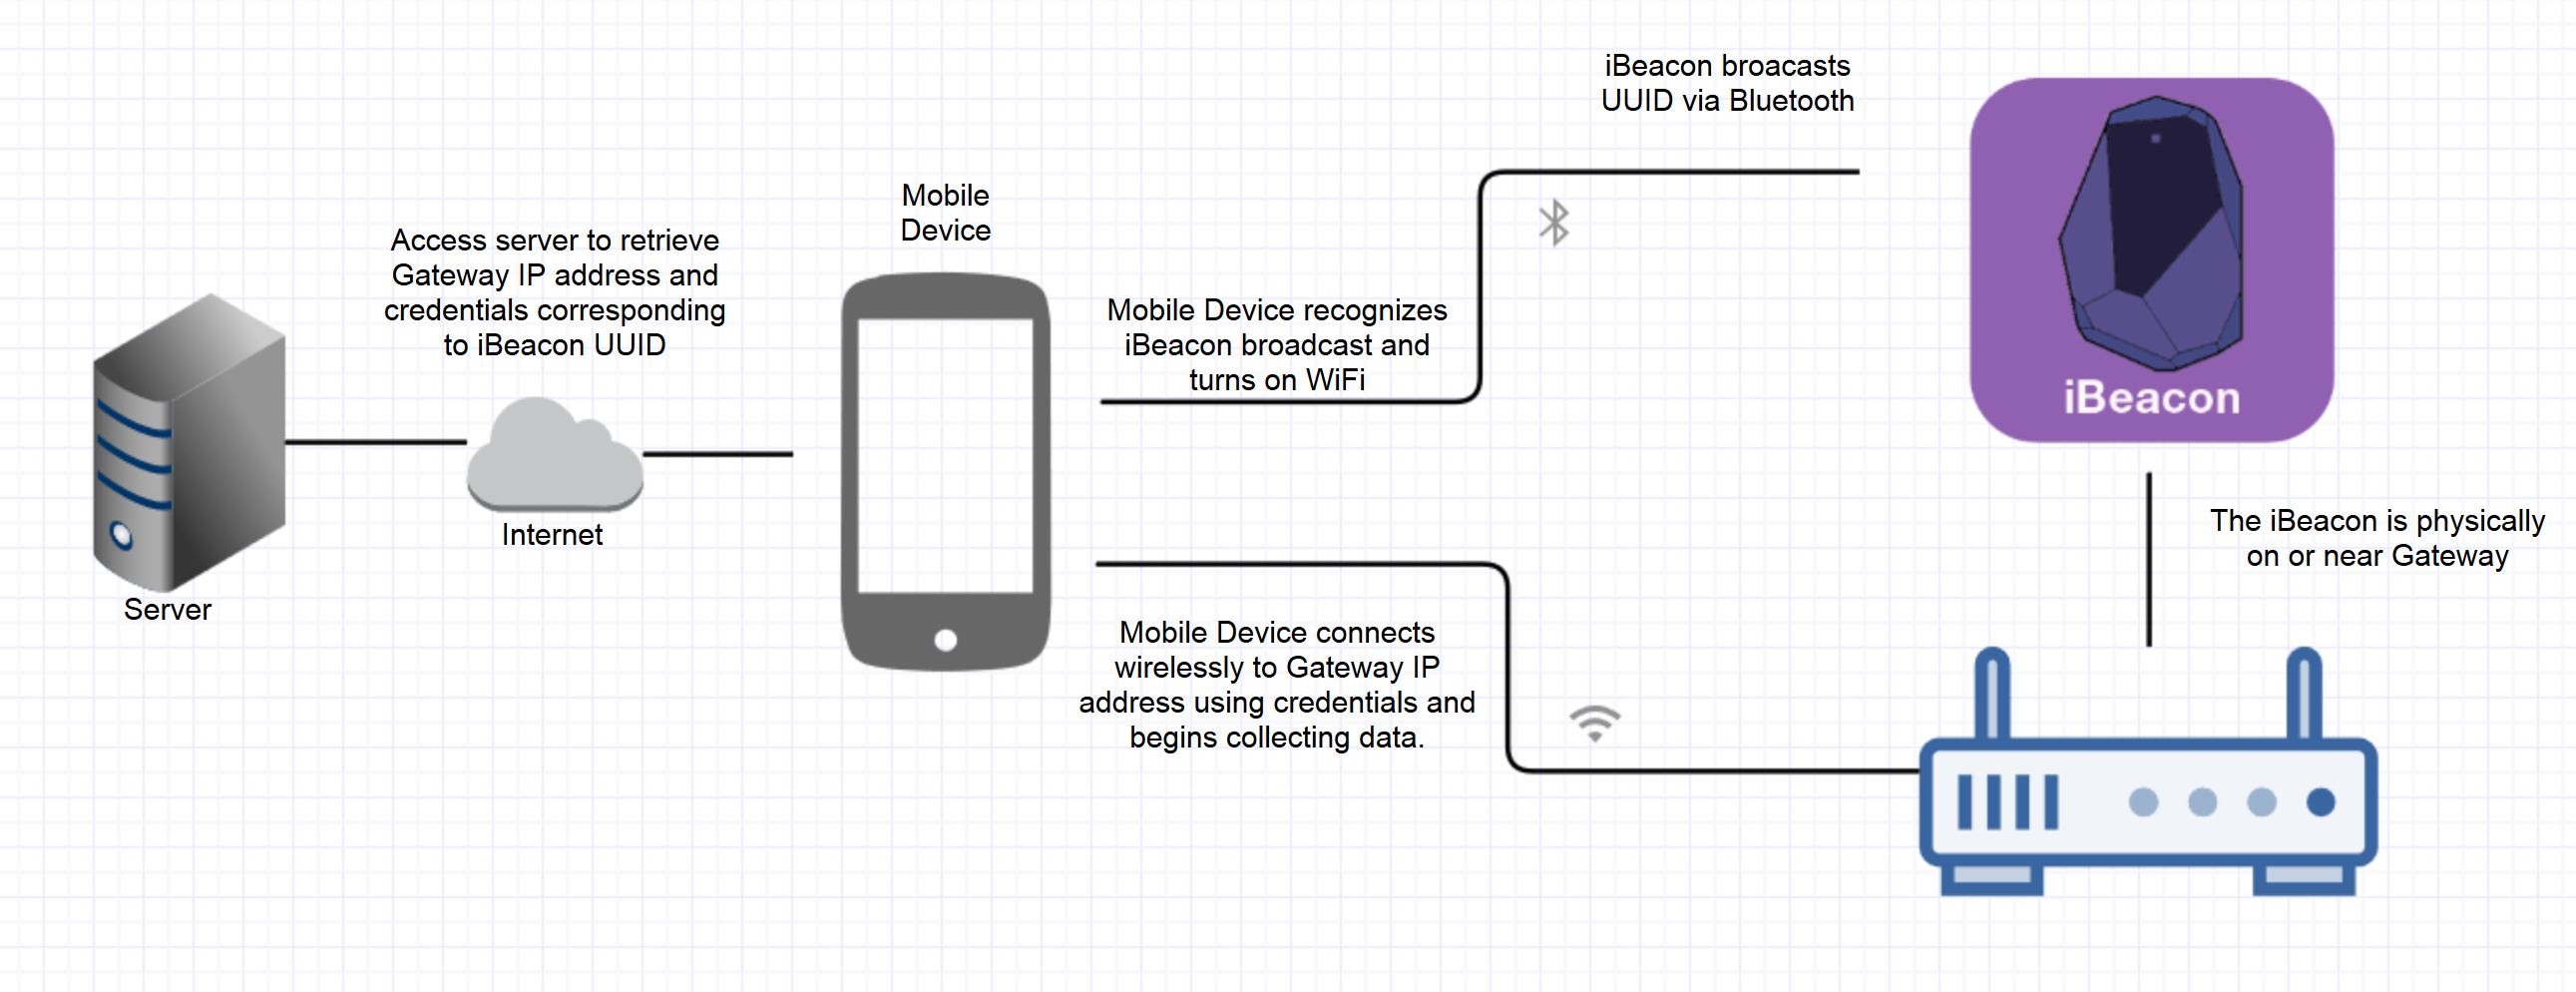 iBeacon broacasts
UUID via Bluetooth
Mobile
Device
Access server to retrieve
Gateway IP address and
credentials corresponding
to iBeacon UUID
Mobile Device recognizes
iBeacon broadcast and
turns on WiFi
iBeacon
Internet
The iBeacon is physically
on or near Gateway
Server
Mobile Device connects
wirelessly to Gateway IP
address using credentials and
begins collecting data.